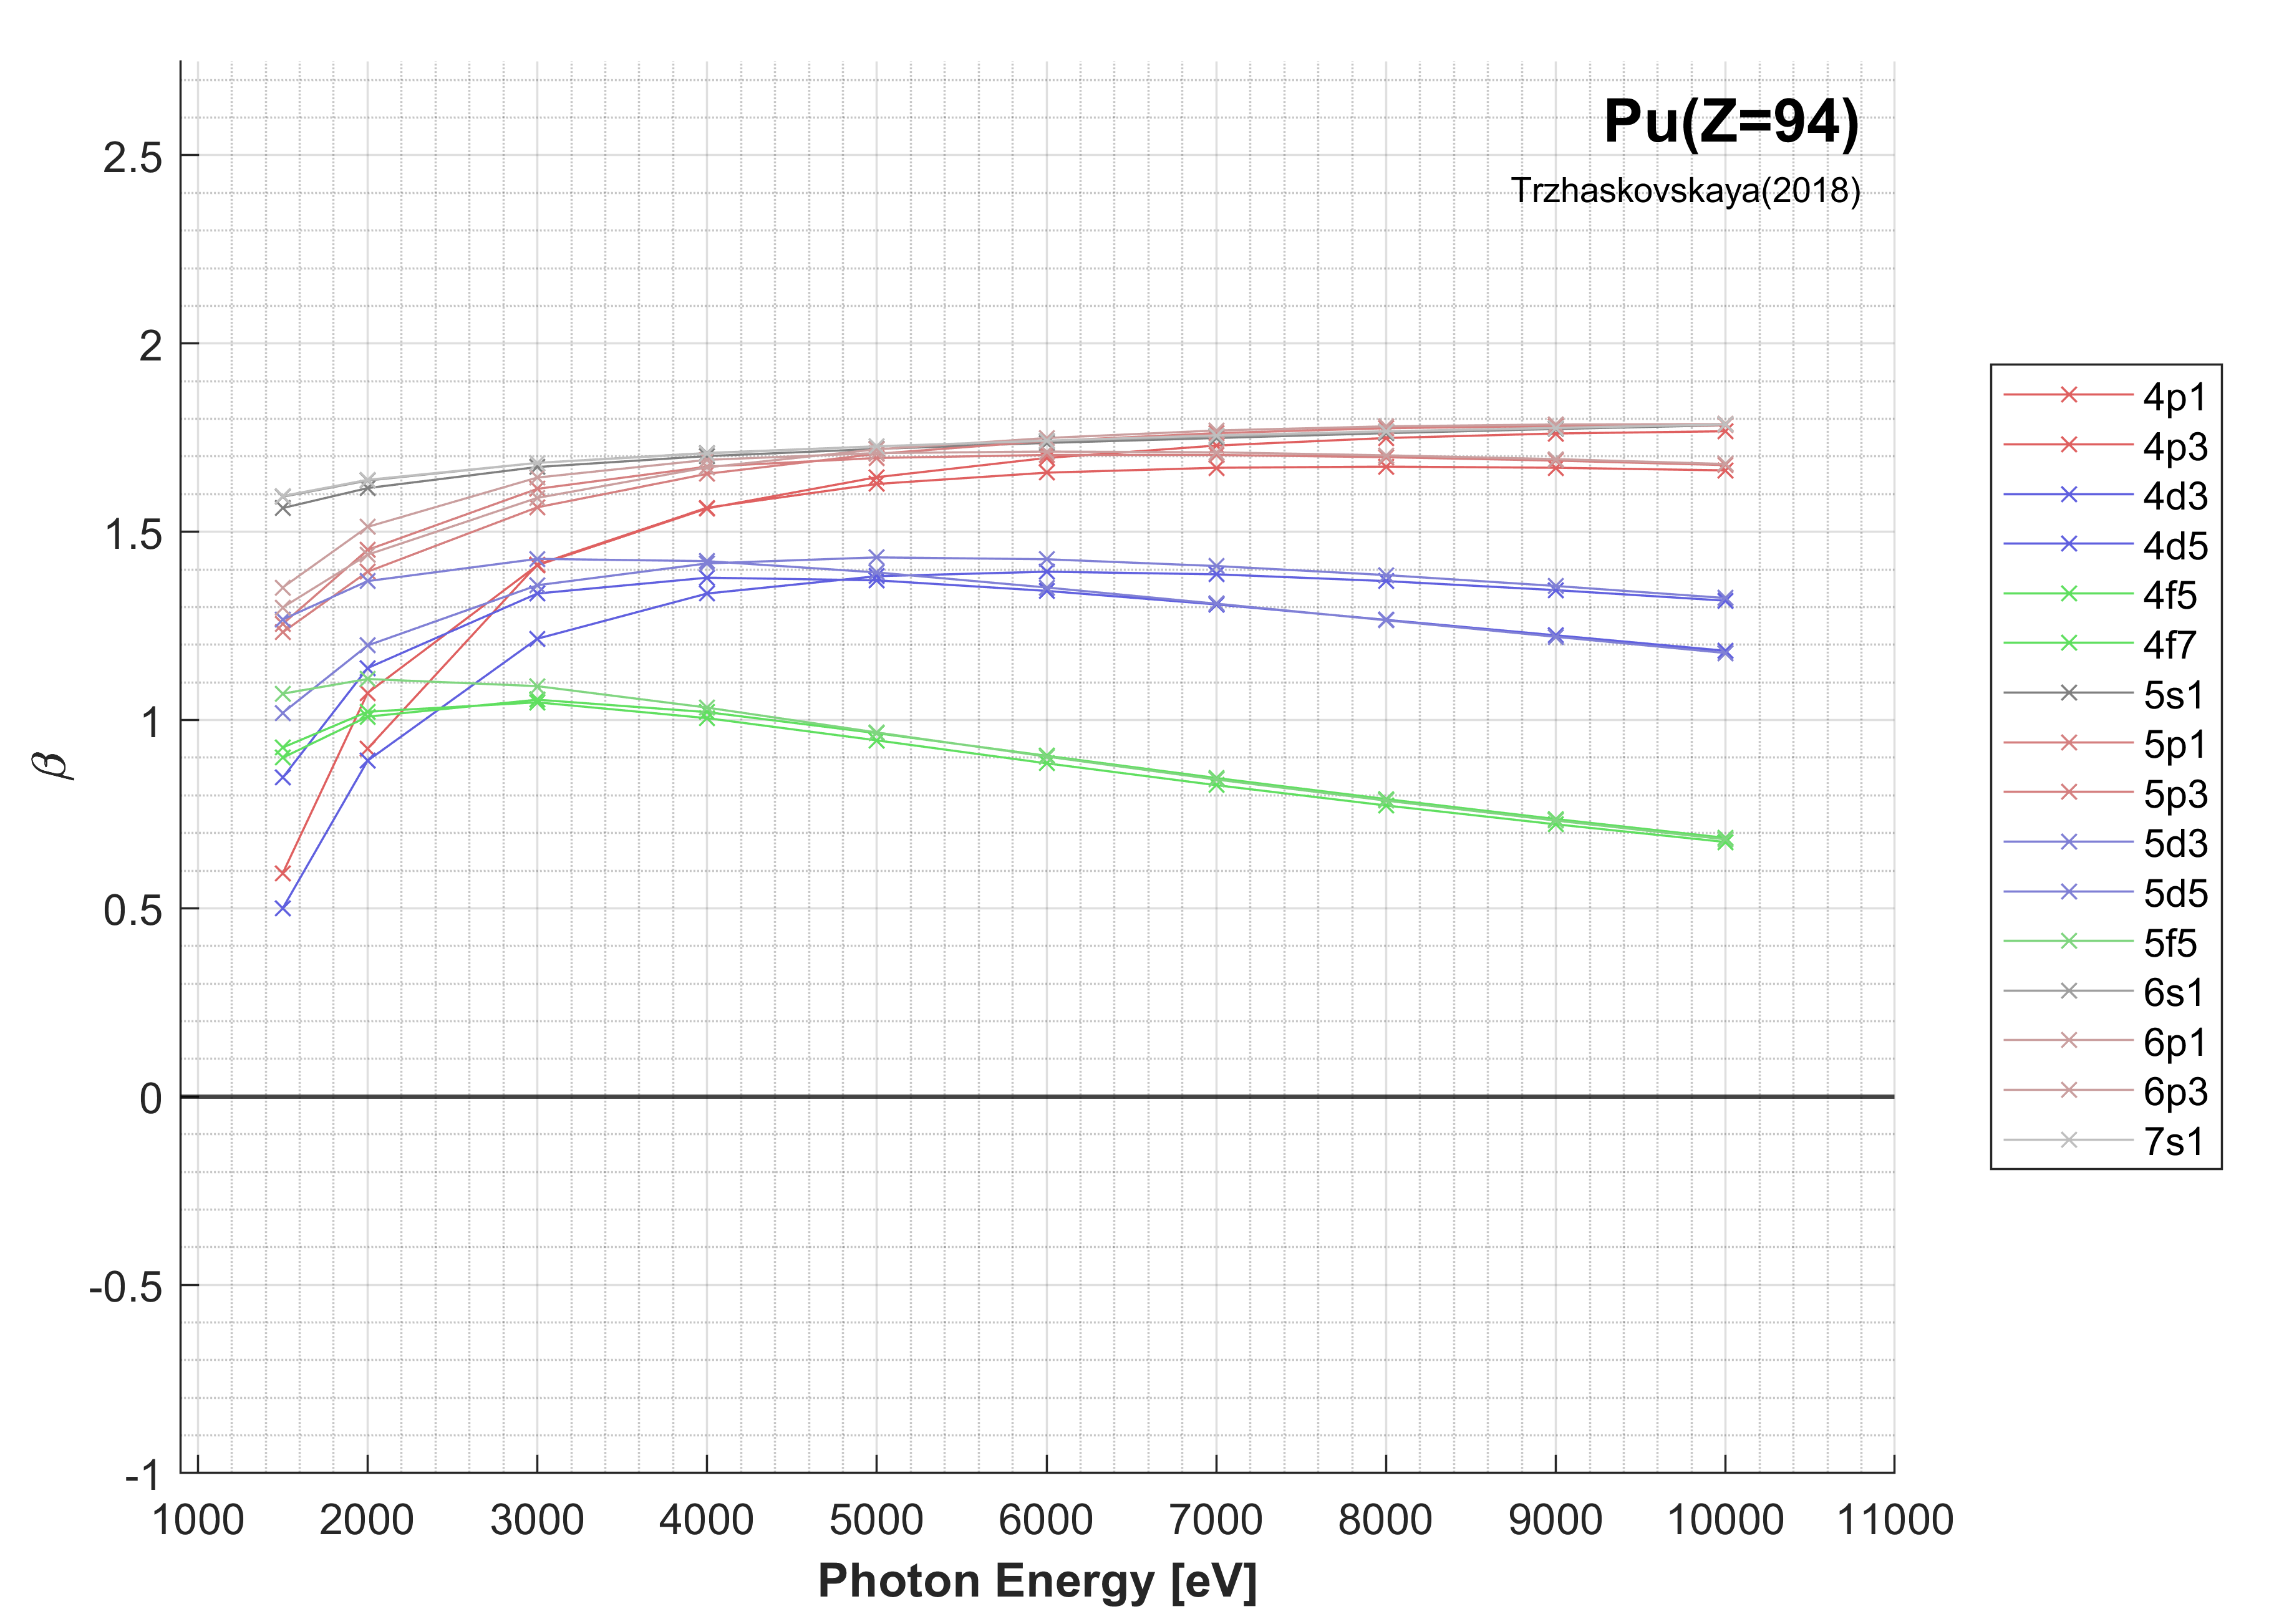 Pu(Z=94)
Trzhaskovskaya(2018)
2.5
2
1.5
1
0.5
0
-0.5
-1
β
1000 2000 3000 4000 5000 6000 7000 8000 9000 10000 11000
Photon Energy [eV]
4p1
4p3
4d3
4d5
4f5
4f7
5s1
5p1
5p3
5d3
5d5
5f5
6s1
6p1
6p3
7s1